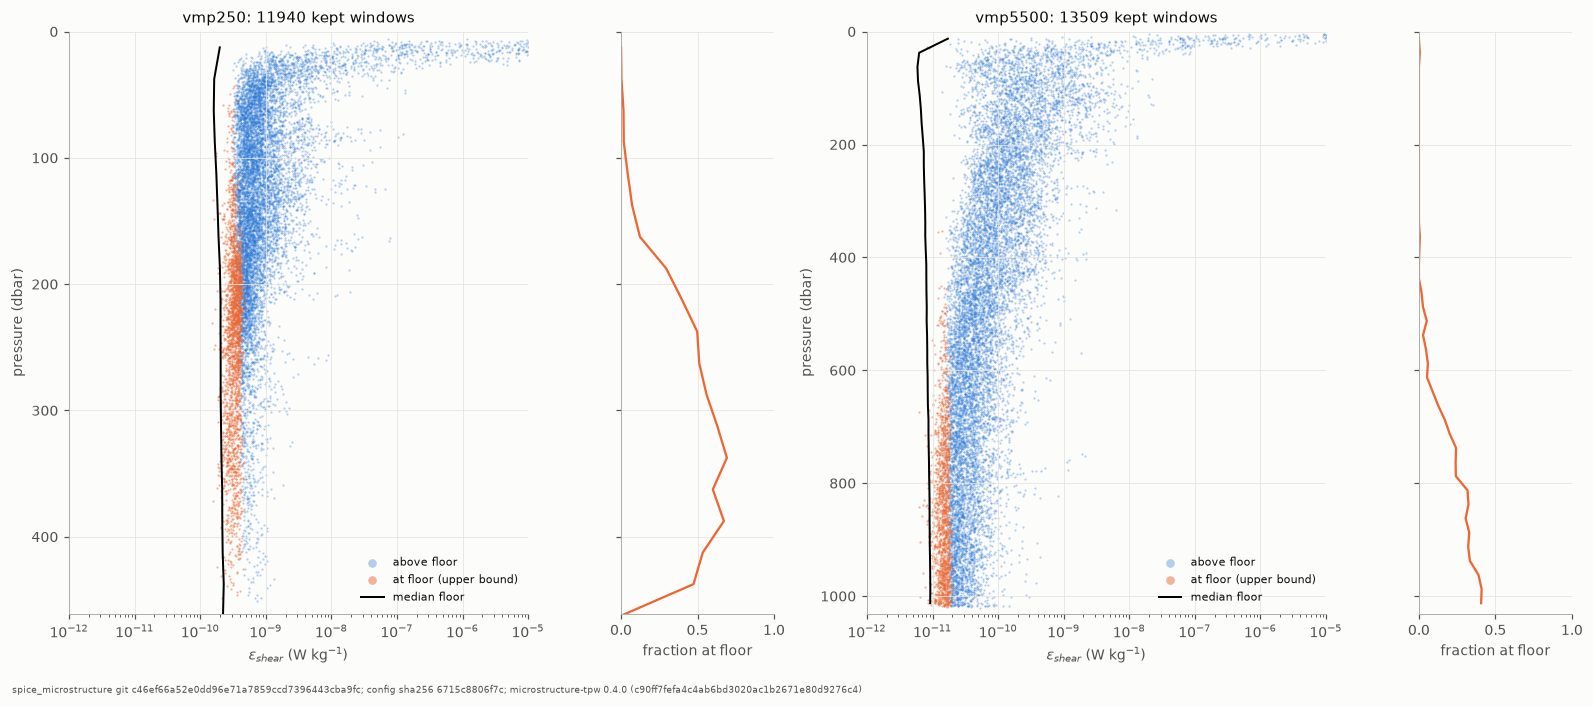 vmp250: 11940 kept windows
vmp5500: 13509 kept windows
0
100
200
300
400
pressure (dbar)
above floor
at floor (upper bound)
median floor
10⁻¹² 10⁻¹¹ 10⁻¹⁰ 10⁻⁹ 10⁻⁸ 10⁻⁷ 10⁻⁶ 10⁻⁵
ε_shear (W kg⁻¹)
0.0 0.5 1.0
fraction at floor
0
200
400
600
800
1000
pressure (dbar)
above floor
at floor (upper bound)
median floor
10⁻¹² 10⁻¹¹ 10⁻¹⁰ 10⁻⁹ 10⁻⁸ 10⁻⁷ 10⁻⁶ 10⁻⁵
ε_shear (W kg⁻¹)
0.0 0.5 1.0
fraction at floor
spice_microstructure git c46ef66a52e0dd96e71a7859ccd7396443cba9fc; config sha256 6715c8806f7c; microstructure-tpw 0.4.0 (c90ff7fefa4c4ab6bd3020ac1b2671e80d9276c4)